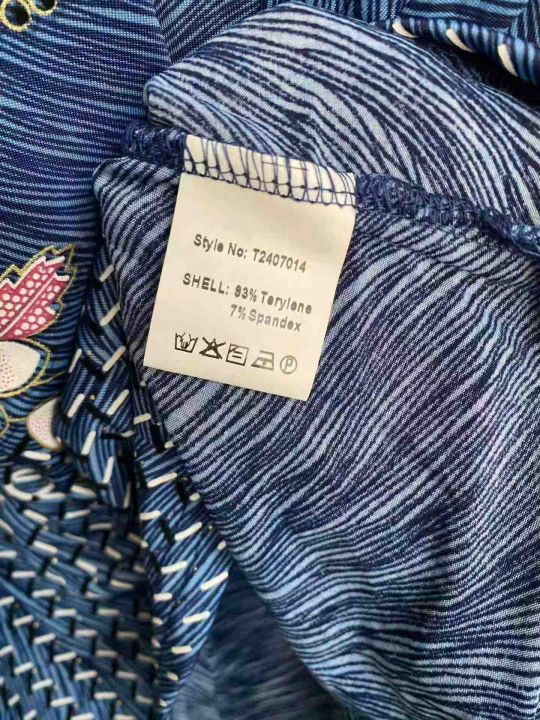 Style No: T2407014
SHELL: 93% Terylene
7% Spandex
P